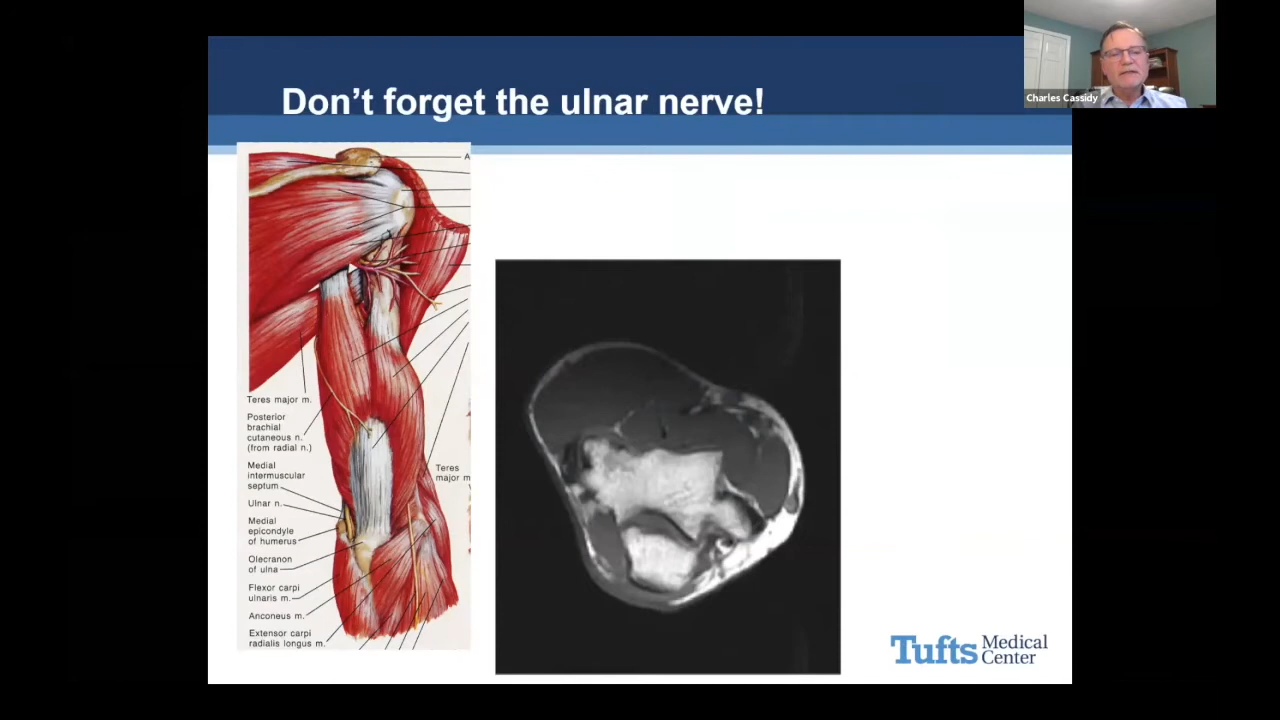 Don't forget the ulnar nerve!
Charles Cassidy
A
Teres major m.
Posterior
brachial
cutaneous n.
(from radial n.)
Medial
intermuscular
septum
Teres
major m
Ulnar n.
Medial
epicondyle
of humerus
Olecranon
of ulna
Flexor carpi
ulnaris m.
Anconeus m.
Extensor carpi
radialis longus m.
Tufts Medical
Center